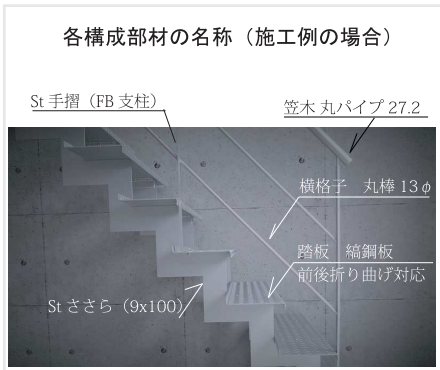 各構成部材の名称（施工例の場合）
St 手摺（FB 支柱）
笠木 丸パイプ 27.2
横格子　丸棒 13φ
踏板　縞鋼板
前後折り曲げ対応
St ささら（9x100）